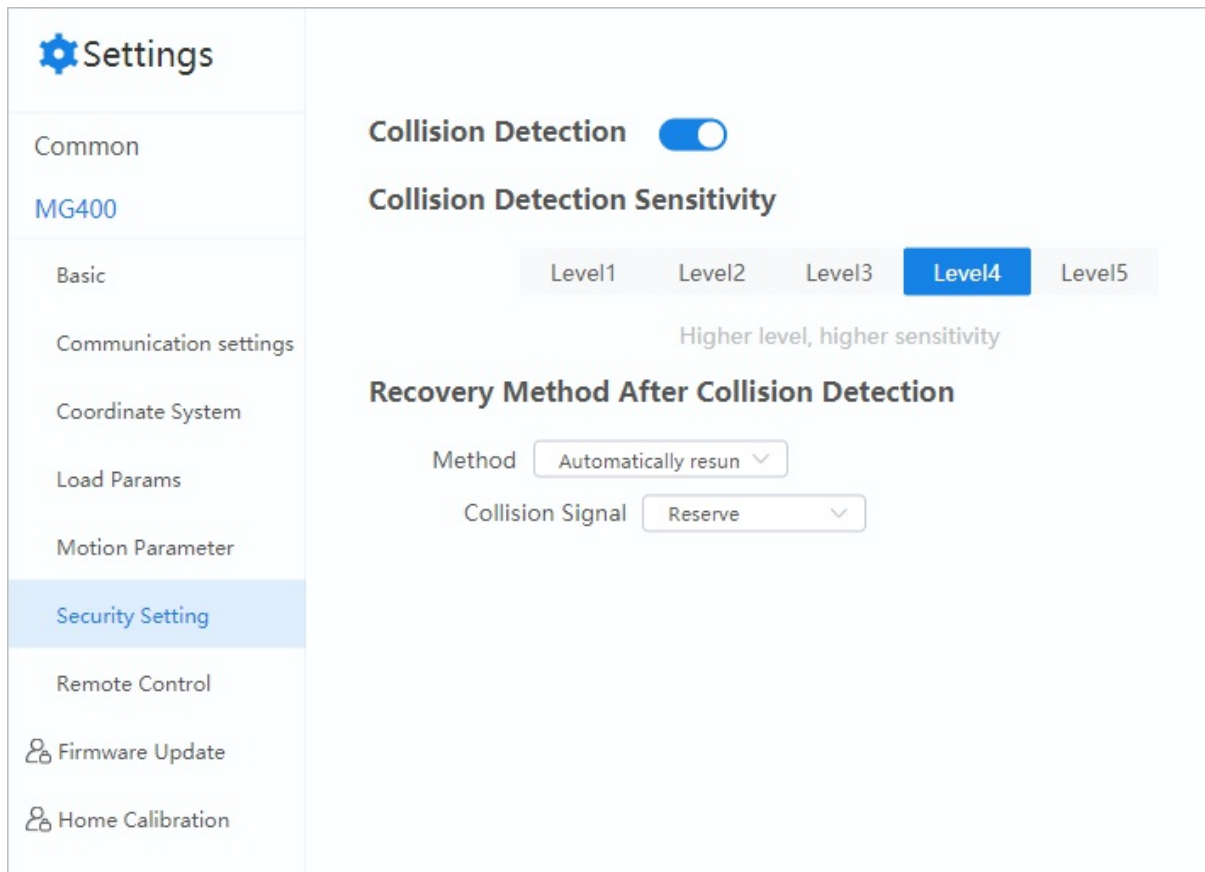 Settings
Common
MG400
Basic
Communication settings
Coordinate System
Load Params
Motion Parameter
Security Setting
Remote Control
Firmware Update
Home Calibration
Collision Detection
Collision Detection Sensitivity
Level1 Level2 Level3 Level4 Level5
Higher level, higher sensitivity
Recovery Method After Collision Detection
Method Automatically resun
Collision Signal Reserve